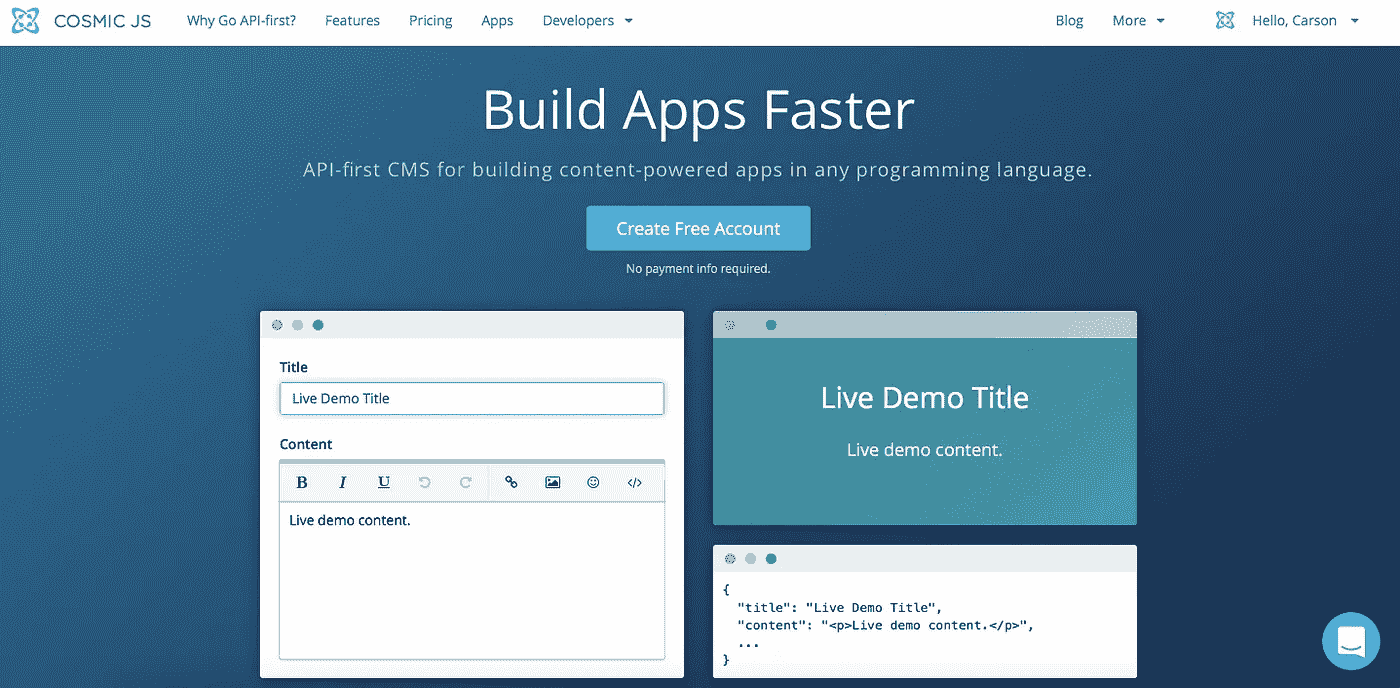 COSMIC JS Why Go API-first? Features Pricing Apps Developers Blog More Hello, Carson
Build Apps Faster
API-first CMS for building content-powered apps in any programming language.
Create Free Account
No payment info required.
Title
Live Demo Title
Content
B I U </>
Live demo content.
Live Demo Title
Live demo content.
{
"title": "Live Demo Title",
"content": "<p>Live demo content.</p>",
...
}